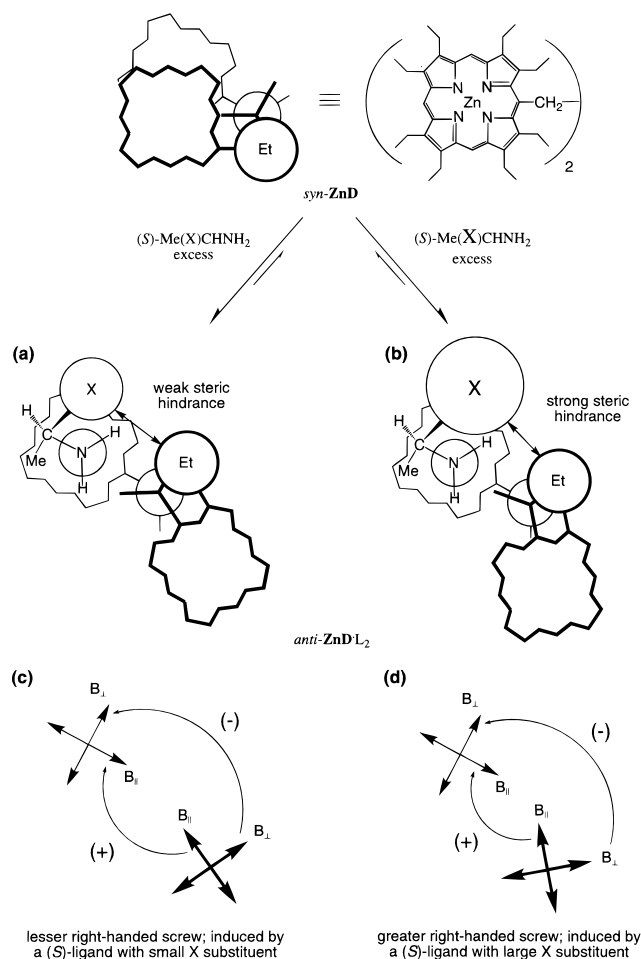 Et
≡
N N
Zn
N N
CH2
2
syn-ZnD
(S)-Me(X)CHNH2
excess
(S)-Me(X)CHNH2
excess
(a)
X
weak steric
hindrance
H
C
H
N
Me
H
Et
(b)
X
strong steric
hindrance
H
C
H
N
Me
H
Et
anti-ZnD·L2
(c)
B⊥
(-)
B∥
B∥
B⊥
(+)
lesser right-handed screw; induced by
a (S)-ligand with small X substituent
(d)
B⊥
(-)
B∥
B∥
(+)
B⊥
greater right-handed screw; induced by
a (S)-ligand with large X substituent